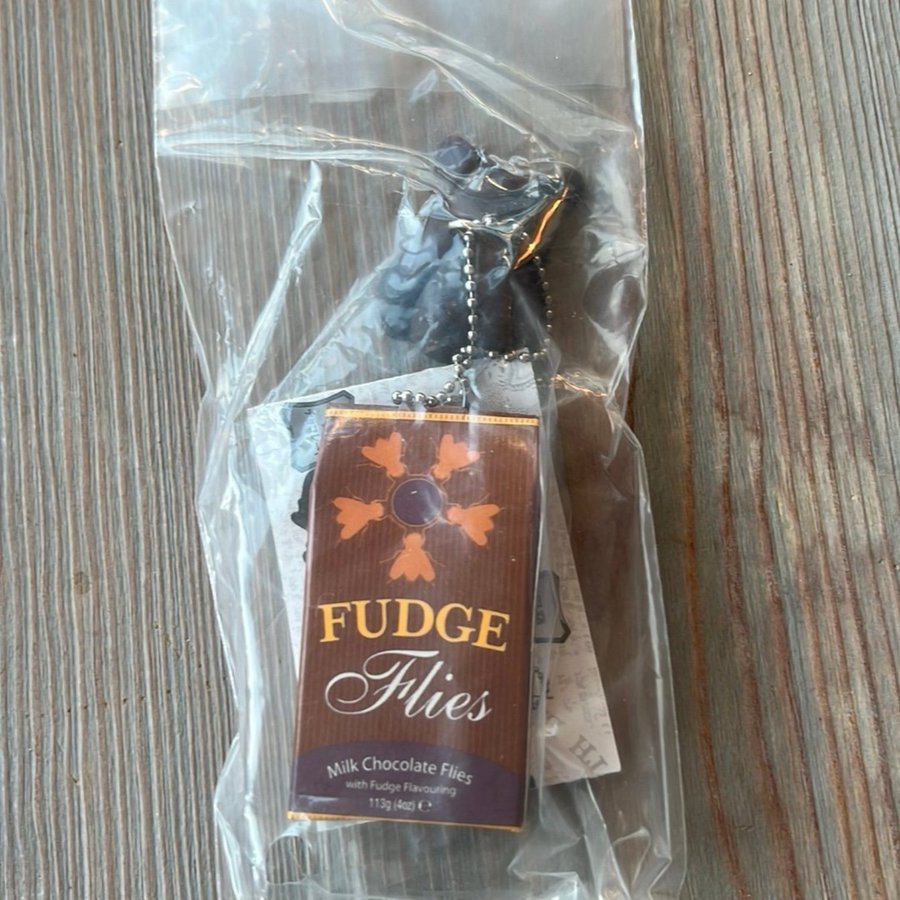 FUDGE
Flies
Milk Chocolate Flies
with Fudge Flavouring
113g (4oz) e